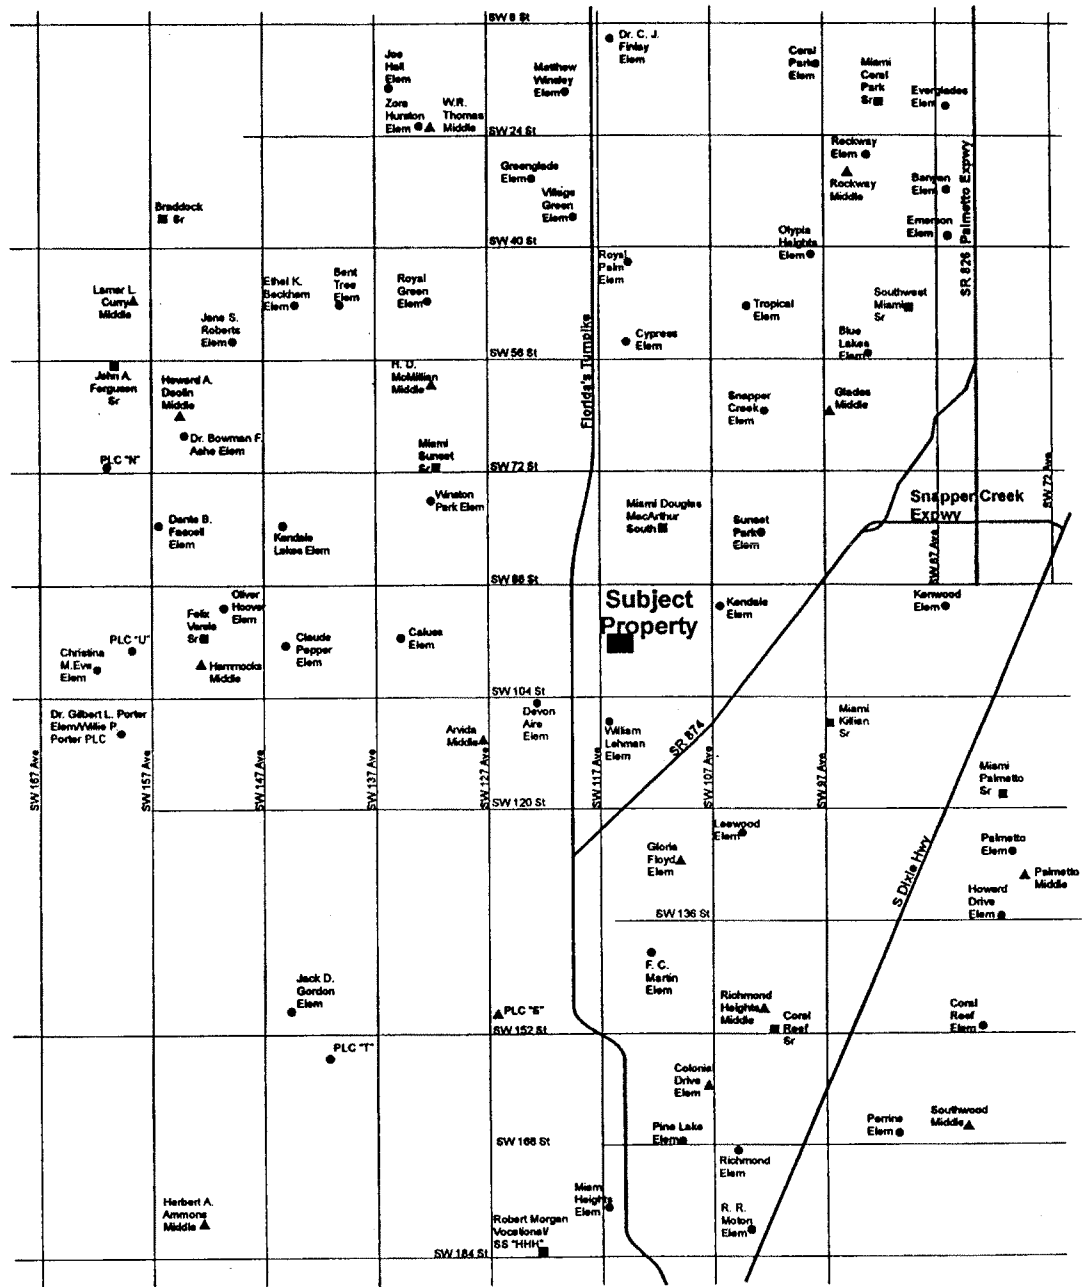 SW 8 St
Dr. C. J.
Finlay
Elem
Joe
Hall
Elem
Matthew
Winsley
Elem
Coral
Park
Elem
Miami
Coral
Park
Sr
Everglades
Elem
Zora
Hurston
Elem
W.R.
Thomas
Middle
SW 24 St
Rockway
Elem
Rockway
Middle
Banyan
Elem
Emerson
Elem
SR 826 Palmetto Expwy
Greenglade
Elem
Village
Green
Elem
Braddock
Sr
SW 40 St
Olypia
Heights
Elem
Royal
Palm
Elem
Lamar L.
Curry
Middle
Jane S.
Roberts
Elem
Ethel K.
Beckham
Elem
Bent
Tree
Elem
Royal
Green
Elem
Florida's Turnpike
Cypress
Elem
Tropical
Elem
Southwest
Miami
Sr
Blue
Lakes
Elem
SW 56 St
John A.
Ferguson
Sr
Howard A.
Doolin
Middle
H. D.
McMillian
Middle
Snapper
Creek
Elem
Glades
Middle
Dr. Bowman F.
Ashe Elem
PLC "N"
Miami
Sunset
Sr
SW 72 St
SW 72 Ave
Snapper Creek
Expwy
Winston
Park Elem
Miami Douglas
MacArthur
South
Sunset
Park
Elem
Dante B.
Fascell
Elem
Kendale
Lakes Elem
SW 87 Ave
SW 88 St
Subject
Property
Kendale
Elem
Kenwood
Elem
Oliver
Hoover
Elem
Felix
Varela
Sr
PLC "U"
Christina
M.Eve
Elem
Hammocks
Middle
Claude
Pepper
Elem
Calusa
Elem
SW 104 St
Dr. Gilbert L. Porter
Elem/Willie P.
Porter PLC
Arvida
Middle
Devon
Aire
Elem
William
Lehman
Elem
SR 874
Miami
Killian
Sr
SW 167 Ave
SW 157 Ave
SW 147 Ave
SW 137 Ave
SW 127 Ave
SW 117 Ave
SW 107 Ave
SW 97 Ave
Miami
Palmetto
Sr
SW 120 St
Leewood
Elem
Gloria
Floyd
Elem
S Dixie Hwy
Palmetto
Elem
Palmetto
Middle
Howard
Drive
Elem
SW 136 St
F. C.
Martin
Elem
Jack D.
Gordon
Elem
PLC "S"
Richmond
Heights
Middle
Coral
Reef
Sr
Coral
Reef
Elem
SW 152 St
PLC "T"
Colonial
Drive
Elem
Pine Lake
Elem
Perrine
Elem
Southwood
Middle
SW 168 St
Richmond
Elem
Herbert A.
Ammons
Middle
Miami
Heights
Elem
R. R.
Moton
Elem
Robert Morgan
Vocational/
SS "HHH"
SW 184 St